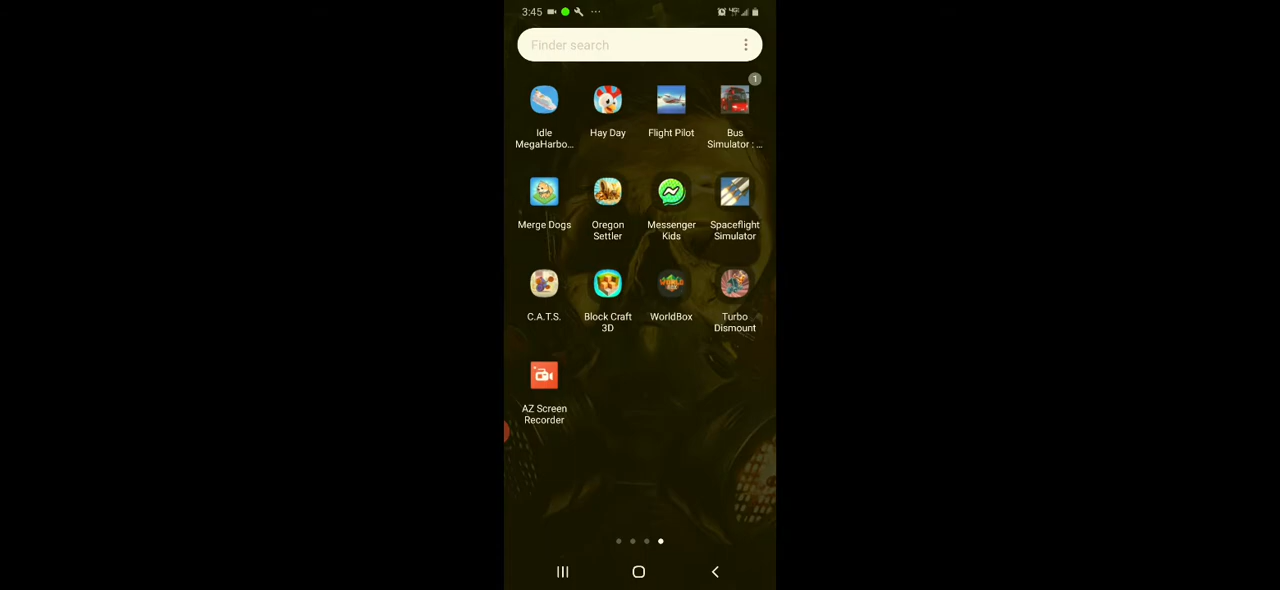 3:45
Finder search
1
Idle MegaHarbo...
Hay Day
Flight Pilot
Bus Simulator : ...
Merge Dogs
Oregon Settler
Messenger Kids
Spaceflight Simulator
C.A.T.S.
Block Craft 3D
WorldBox
Turbo Dismount
AZ Screen Recorder